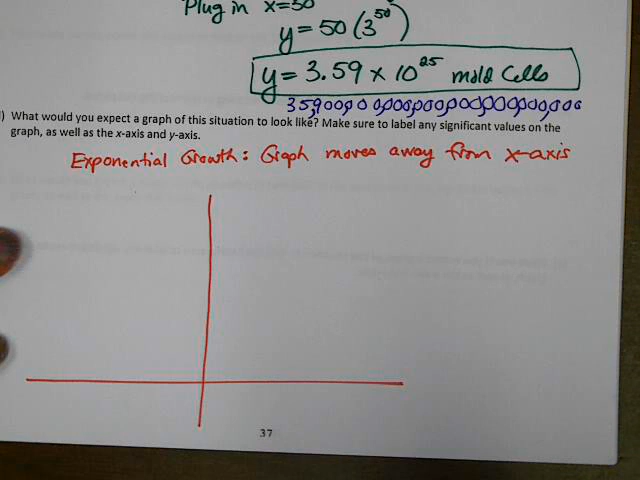 Plug in x=50
y = 50 (3^50)
y = 3.59 x 10^25 mold Cells
) What would you expect a graph of this situation to look like? Make sure to label any significant values on the
graph, as well as the x-axis and y-axis.
Exponential Growth: Graph moves away from x-axis
37